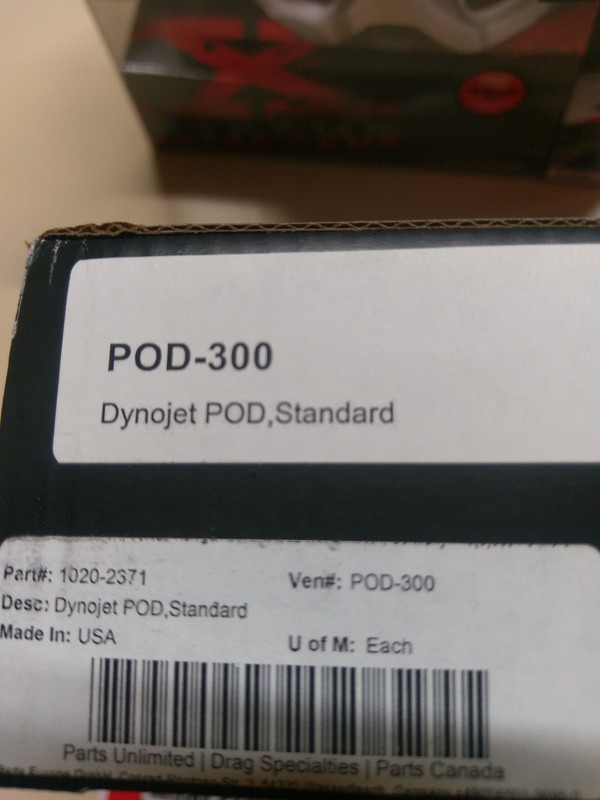 POD-300
Dynojet POD,Standard
Part#: 1020-2371 Ven#: POD-300
Desc: Dynojet POD,Standard
Made In: USA U of M: Each
Parts Unlimited | Drag Specialties | Parts Canada